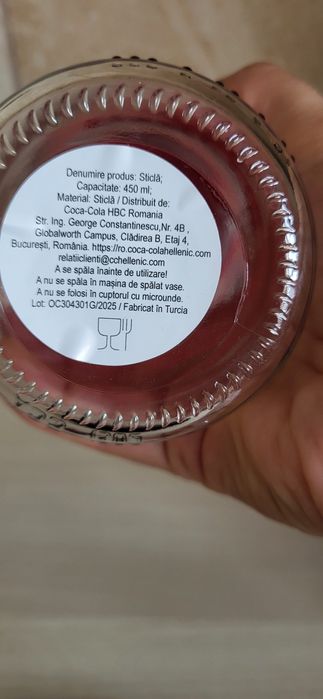 Denumire produs: Sticlă;
Capacitate: 450 ml;
Material: Sticlă / Distribuit de:
Coca-Cola HBC Romania
Str. Ing. George Constantinescu,Nr. 4B ,
Globalworth Campus, Clădirea B, Etaj 4,
București, România. https://ro.coca-colahellenic.com
relatiiclienti@cchellenic.com
A se spăla înainte de utilizare!
A nu se spăla în mașina de spălat vase.
A nu se folosi în cuptorul cu microunde.
Lot: OC304301G/2025 / Fabricat în Turcia